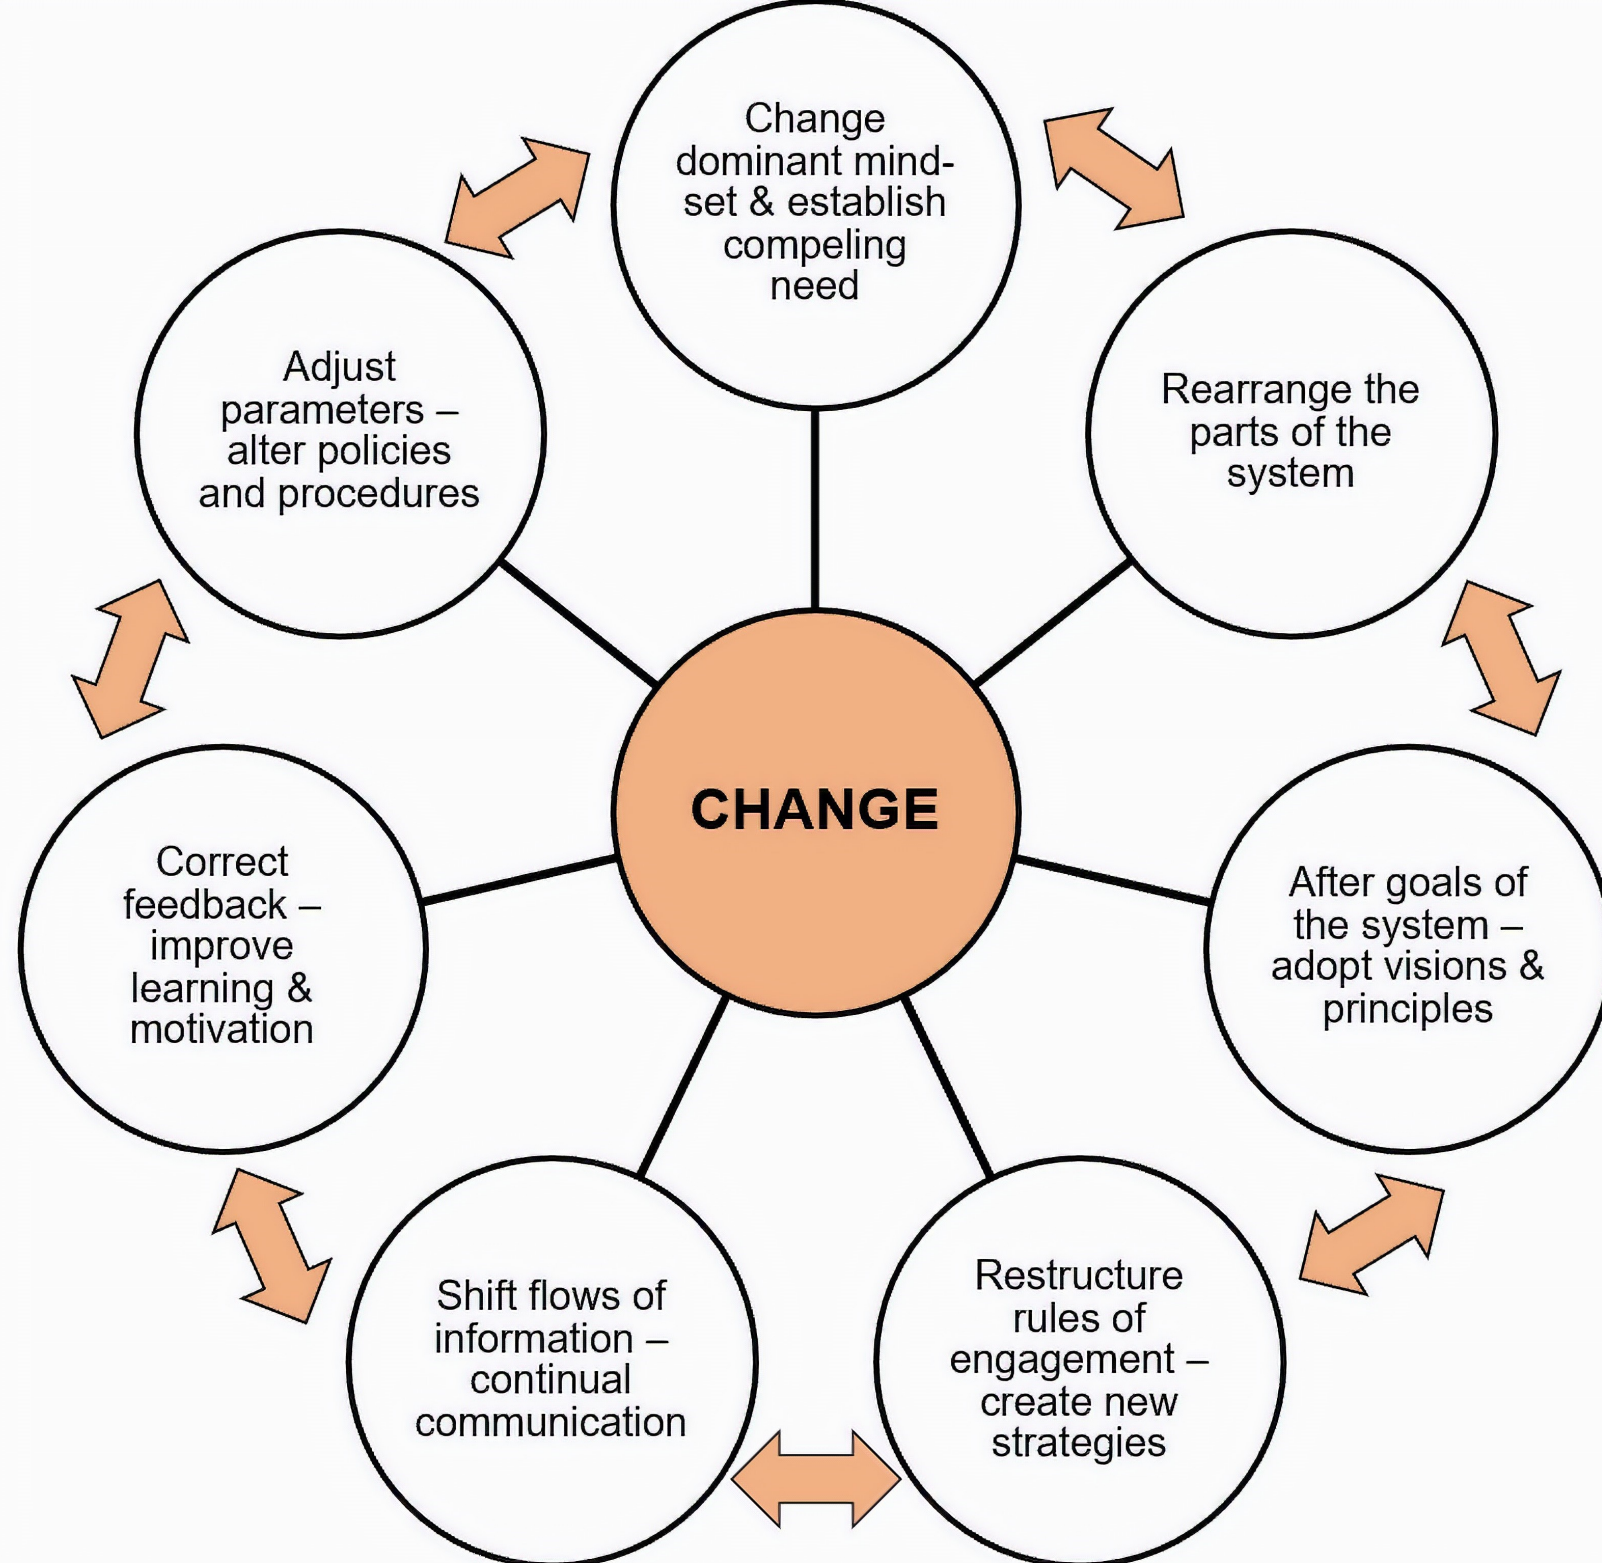 Change
dominant mind-
set & establish
compeling
need
Rearrange the
parts of the
system
After goals of
the system –
adopt visions &
principles
Restructure
rules of
engagement –
create new
strategies
Shift flows of
information –
continual
communication
Correct
feedback –
improve
learning &
motivation
Adjust
parameters –
alter policies
and procedures
CHANGE